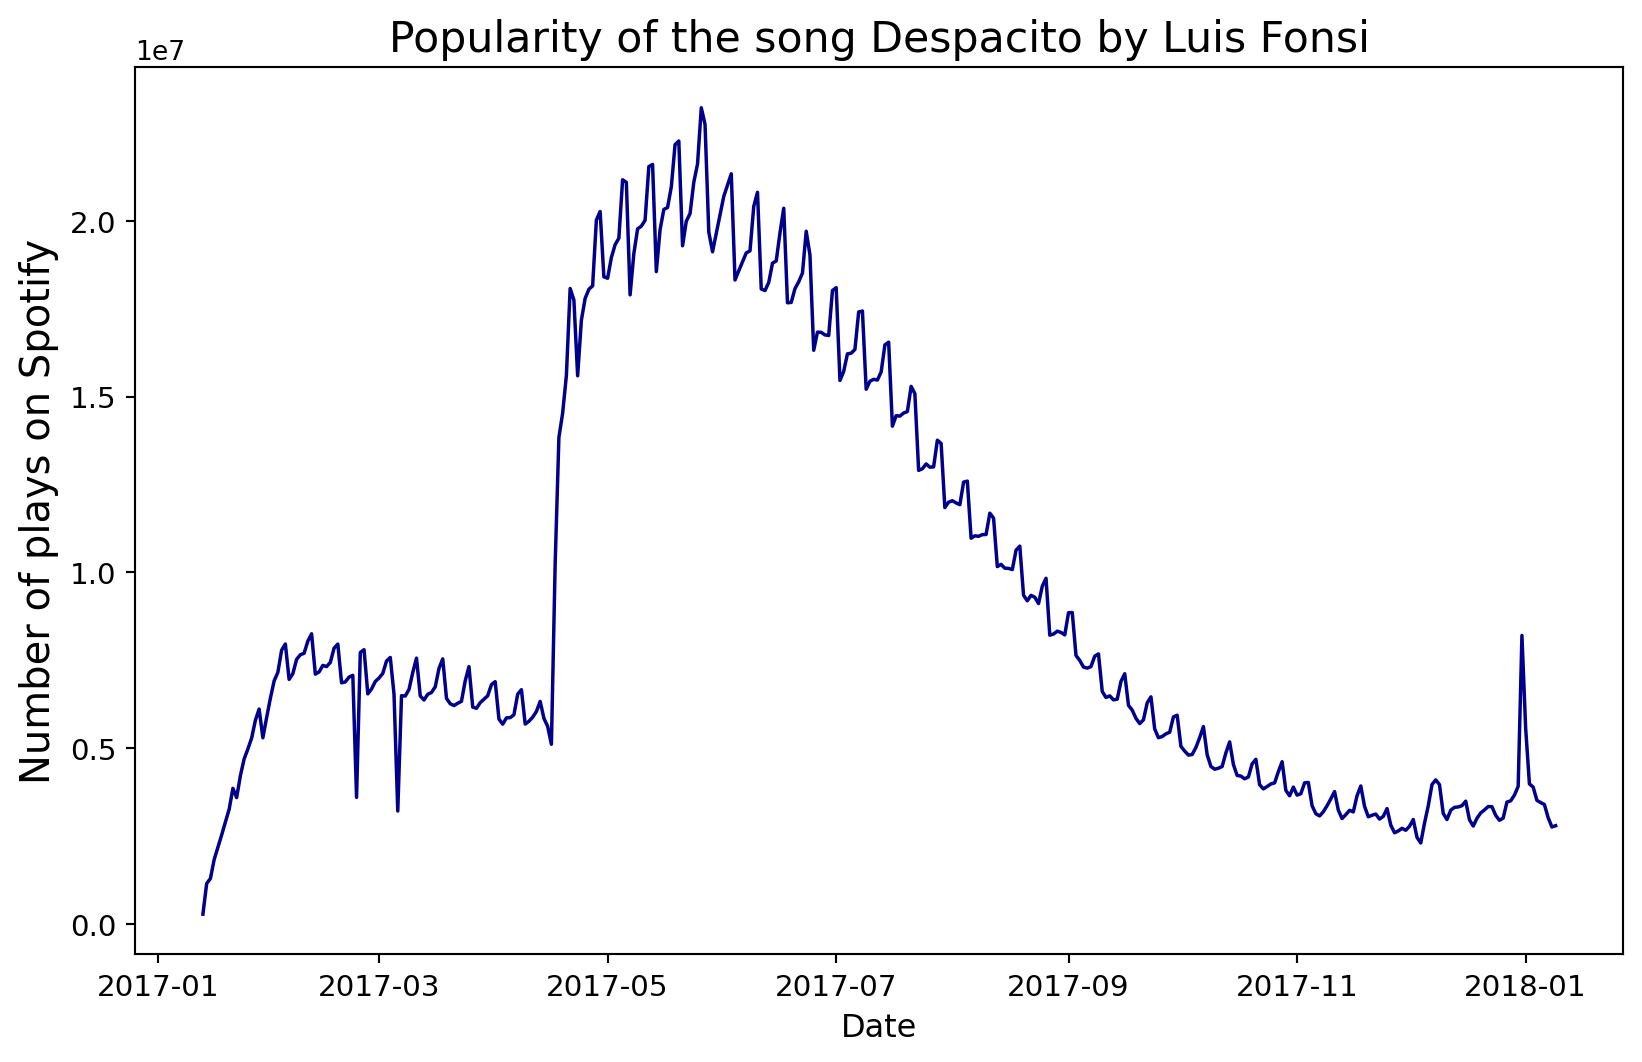 Popularity of the song Despacito by Luis Fonsi
1e7
Number of plays on Spotify
2.0
1.5
1.0
0.5
0.0
2017-01 2017-03 2017-05 2017-07 2017-09 2017-11 2018-01
Date